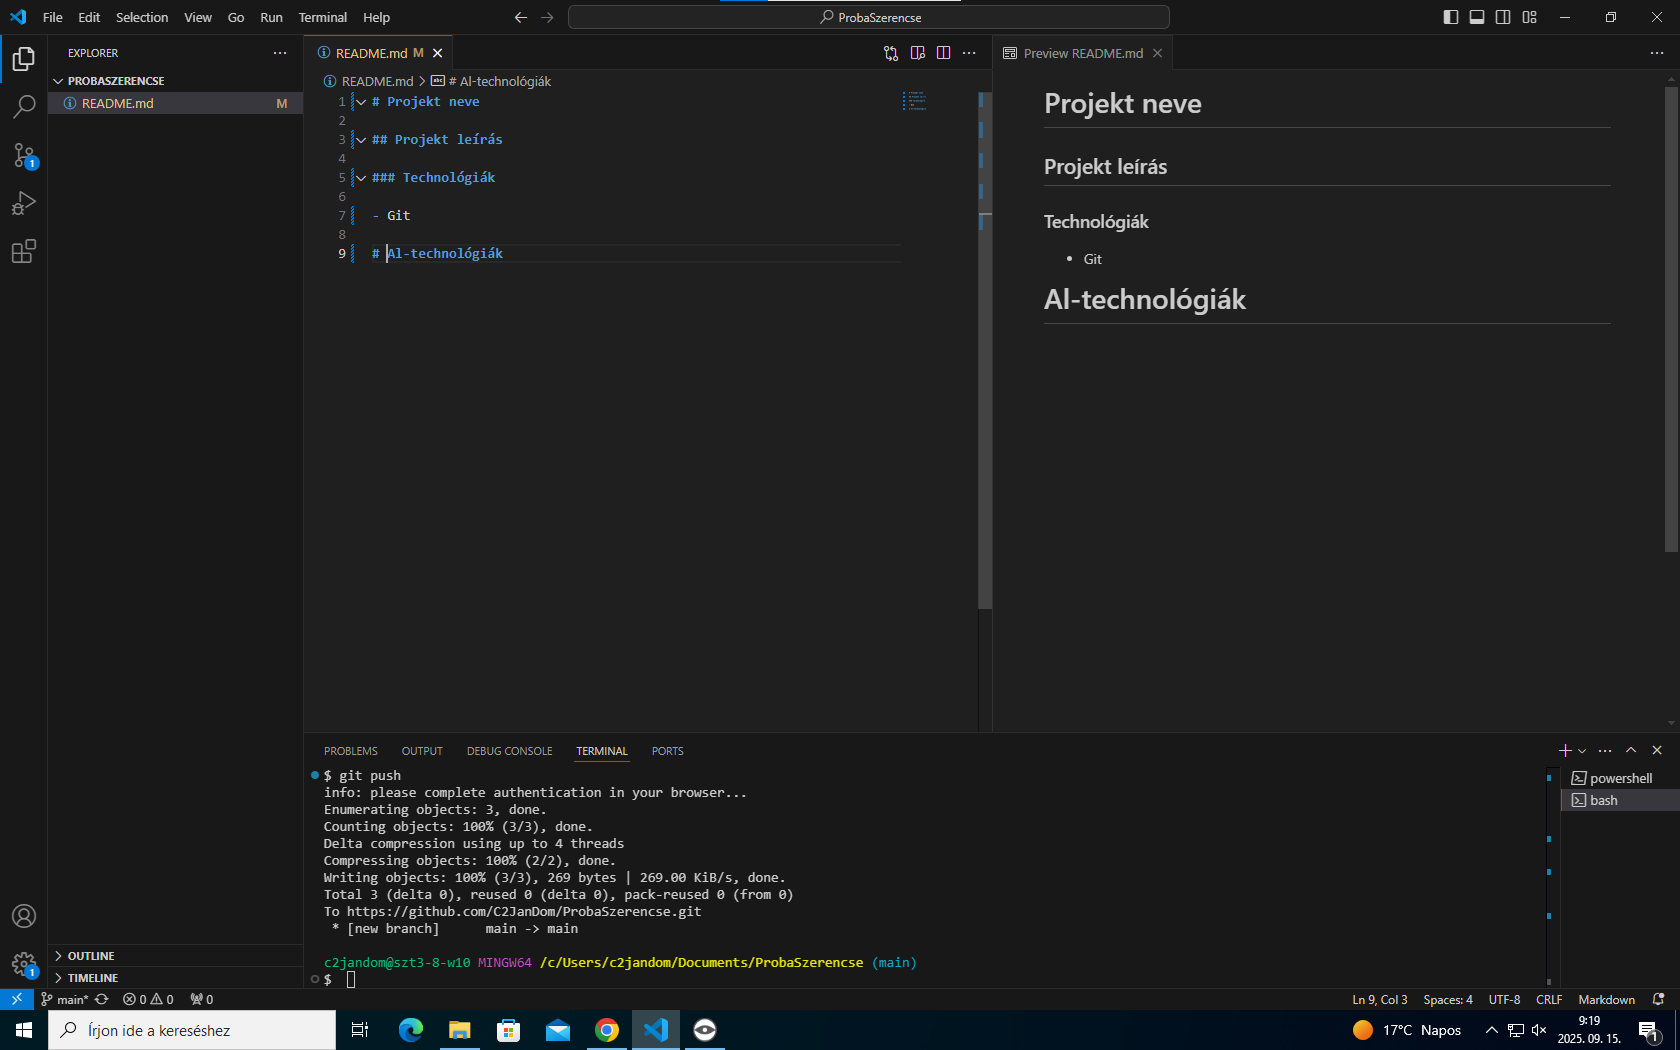 File Edit Selection View Go Run Terminal Help
ProbaSzerencse
EXPLORER
PROBASZERENCSE
README.md M
OUTLINE
TIMELINE
README.md M
README.md > # Al-technológiák
1 # Projekt neve
2
3 ## Projekt leírás
4
5 ### Technológiák
6
7 - Git
8
9 # Al-technológiák
Preview README.md
Projekt neve
Projekt leírás
Technológiák
• Git
Al-technológiák
PROBLEMS OUTPUT DEBUG CONSOLE TERMINAL PORTS
$ git push
info: please complete authentication in your browser...
Enumerating objects: 3, done.
Counting objects: 100% (3/3), done.
Delta compression using up to 4 threads
Compressing objects: 100% (2/2), done.
Writing objects: 100% (3/3), 269 bytes | 269.00 KiB/s, done.
Total 3 (delta 0), reused 0 (delta 0), pack-reused 0 (from 0)
To https://github.com/C2JanDom/ProbaSzerencse.git
* [new branch] main -> main
c2jandom@szt3-8-w10 MINGW64 /c/Users/c2jandom/Documents/ProbaSzerencse (main)
$
powershell
bash
1
1
main* 0 0 0
Ln 9, Col 3 Spaces: 4 UTF-8 CRLF Markdown
Írjon ide a kereséshez
17°C Napos
9:19
2025. 09. 15.
1